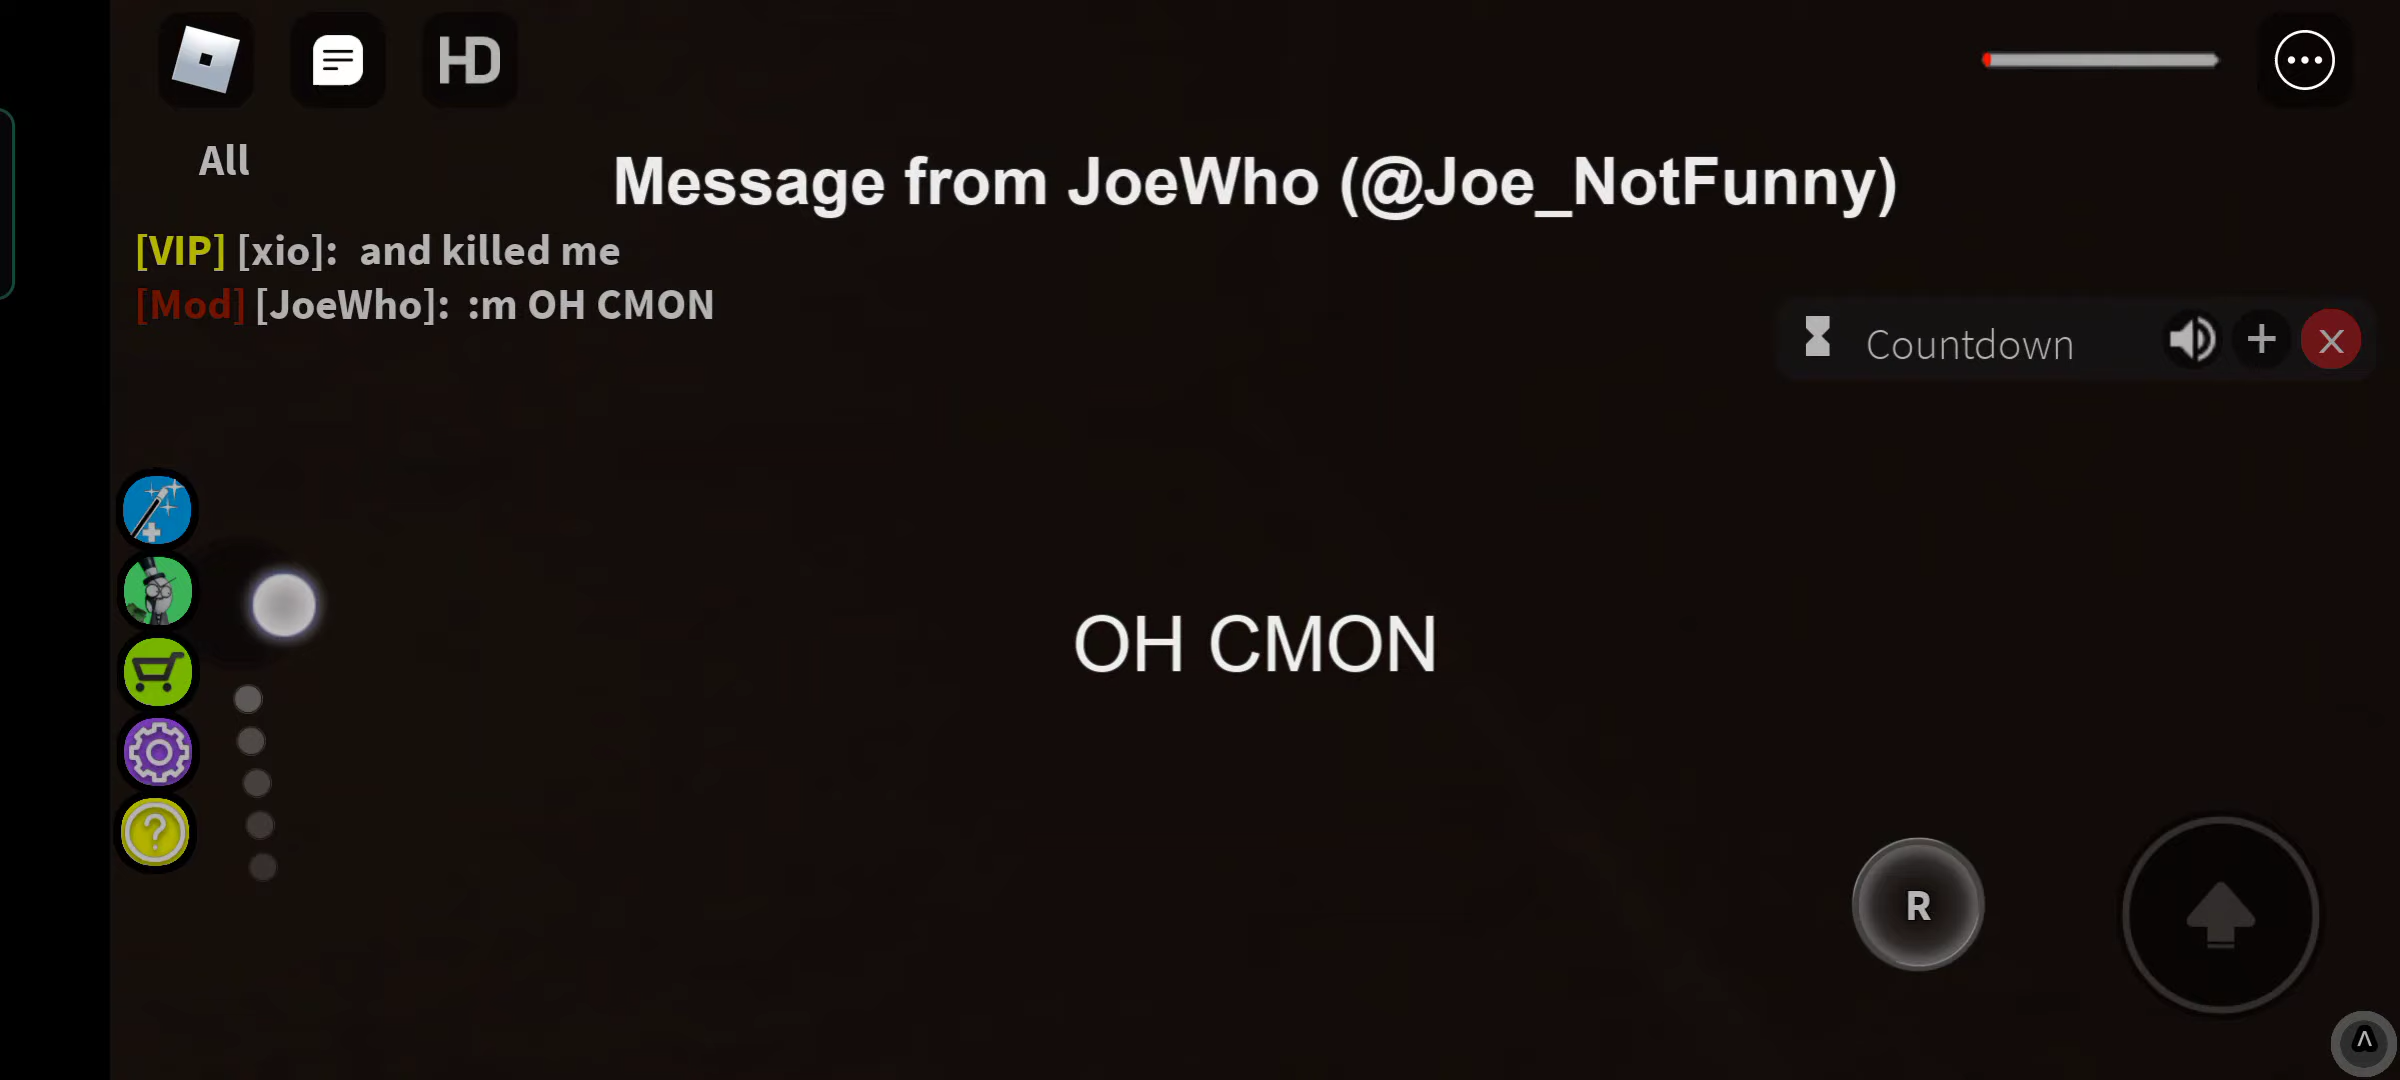 HD
All
Message from JoeWho (@Joe_NotFunny)
[VIP] [xio]: and killed me
[Mod] [JoeWho]: :m OH CMON
Countdown
X
OH CMON
R